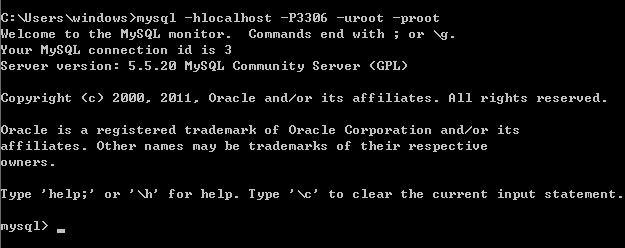 C:\Users\windows>mysql -hlocalhost -P3306 -uroot -proot
Welcome to the MySQL monitor.  Commands end with ; or \g.
Your MySQL connection id is 3
Server version: 5.5.20 MySQL Community Server (GPL)
Copyright (c) 2000, 2011, Oracle and/or its affiliates. All rights reserved.
Oracle is a registered trademark of Oracle Corporation and/or its
affiliates. Other names may be trademarks of their respective
owners.
Type 'help;' or '\h' for help. Type '\c' to clear the current input statement.
mysql> _